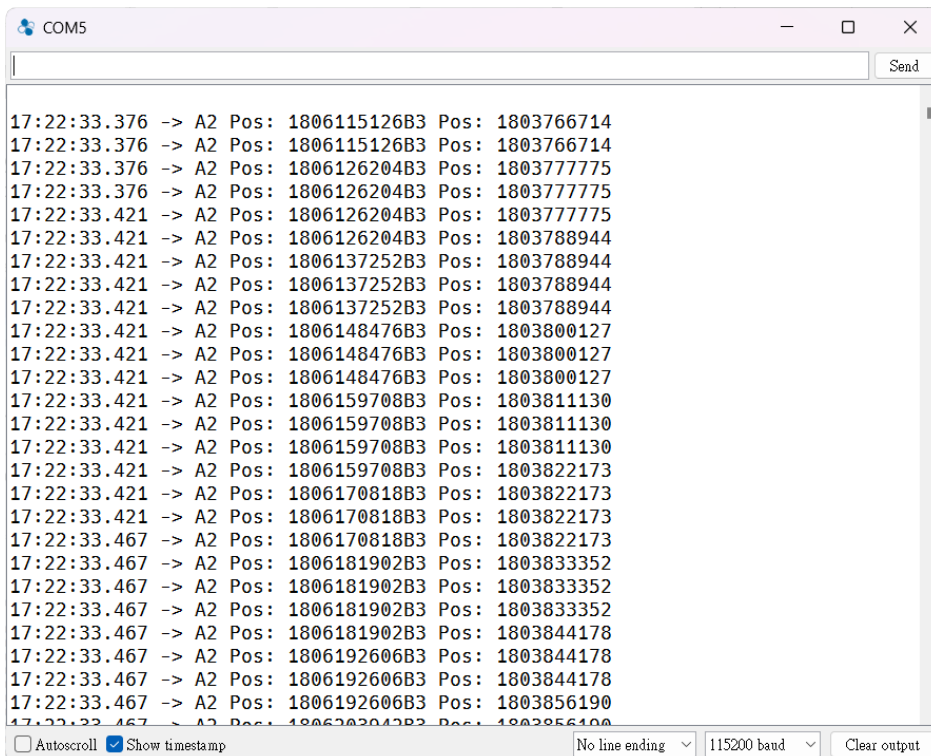 COM5
Send
17:22:33.376 -> A2 Pos: 1806115126B3 Pos: 1803766714
17:22:33.376 -> A2 Pos: 1806115126B3 Pos: 1803766714
17:22:33.376 -> A2 Pos: 1806126204B3 Pos: 1803777775
17:22:33.376 -> A2 Pos: 1806126204B3 Pos: 1803777775
17:22:33.421 -> A2 Pos: 1806126204B3 Pos: 1803777775
17:22:33.421 -> A2 Pos: 1806126204B3 Pos: 1803788944
17:22:33.421 -> A2 Pos: 1806137252B3 Pos: 1803788944
17:22:33.421 -> A2 Pos: 1806137252B3 Pos: 1803788944
17:22:33.421 -> A2 Pos: 1806137252B3 Pos: 1803788944
17:22:33.421 -> A2 Pos: 1806148476B3 Pos: 1803800127
17:22:33.421 -> A2 Pos: 1806148476B3 Pos: 1803800127
17:22:33.421 -> A2 Pos: 1806148476B3 Pos: 1803800127
17:22:33.421 -> A2 Pos: 1806159708B3 Pos: 1803811130
17:22:33.421 -> A2 Pos: 1806159708B3 Pos: 1803811130
17:22:33.421 -> A2 Pos: 1806159708B3 Pos: 1803811130
17:22:33.421 -> A2 Pos: 1806159708B3 Pos: 1803822173
17:22:33.421 -> A2 Pos: 1806170818B3 Pos: 1803822173
17:22:33.421 -> A2 Pos: 1806170818B3 Pos: 1803822173
17:22:33.467 -> A2 Pos: 1806170818B3 Pos: 1803822173
17:22:33.467 -> A2 Pos: 1806181902B3 Pos: 1803833352
17:22:33.467 -> A2 Pos: 1806181902B3 Pos: 1803833352
17:22:33.467 -> A2 Pos: 1806181902B3 Pos: 1803833352
17:22:33.467 -> A2 Pos: 1806181902B3 Pos: 1803844178
17:22:33.467 -> A2 Pos: 1806192606B3 Pos: 1803844178
17:22:33.467 -> A2 Pos: 1806192606B3 Pos: 1803844178
17:22:33.467 -> A2 Pos: 1806192606B3 Pos: 1803856190
17:22:33.467 -> A2 Pos: 1806203942B3 Pos: 1803856190
Autoscroll Show timestamp No line ending 115200 baud Clear output